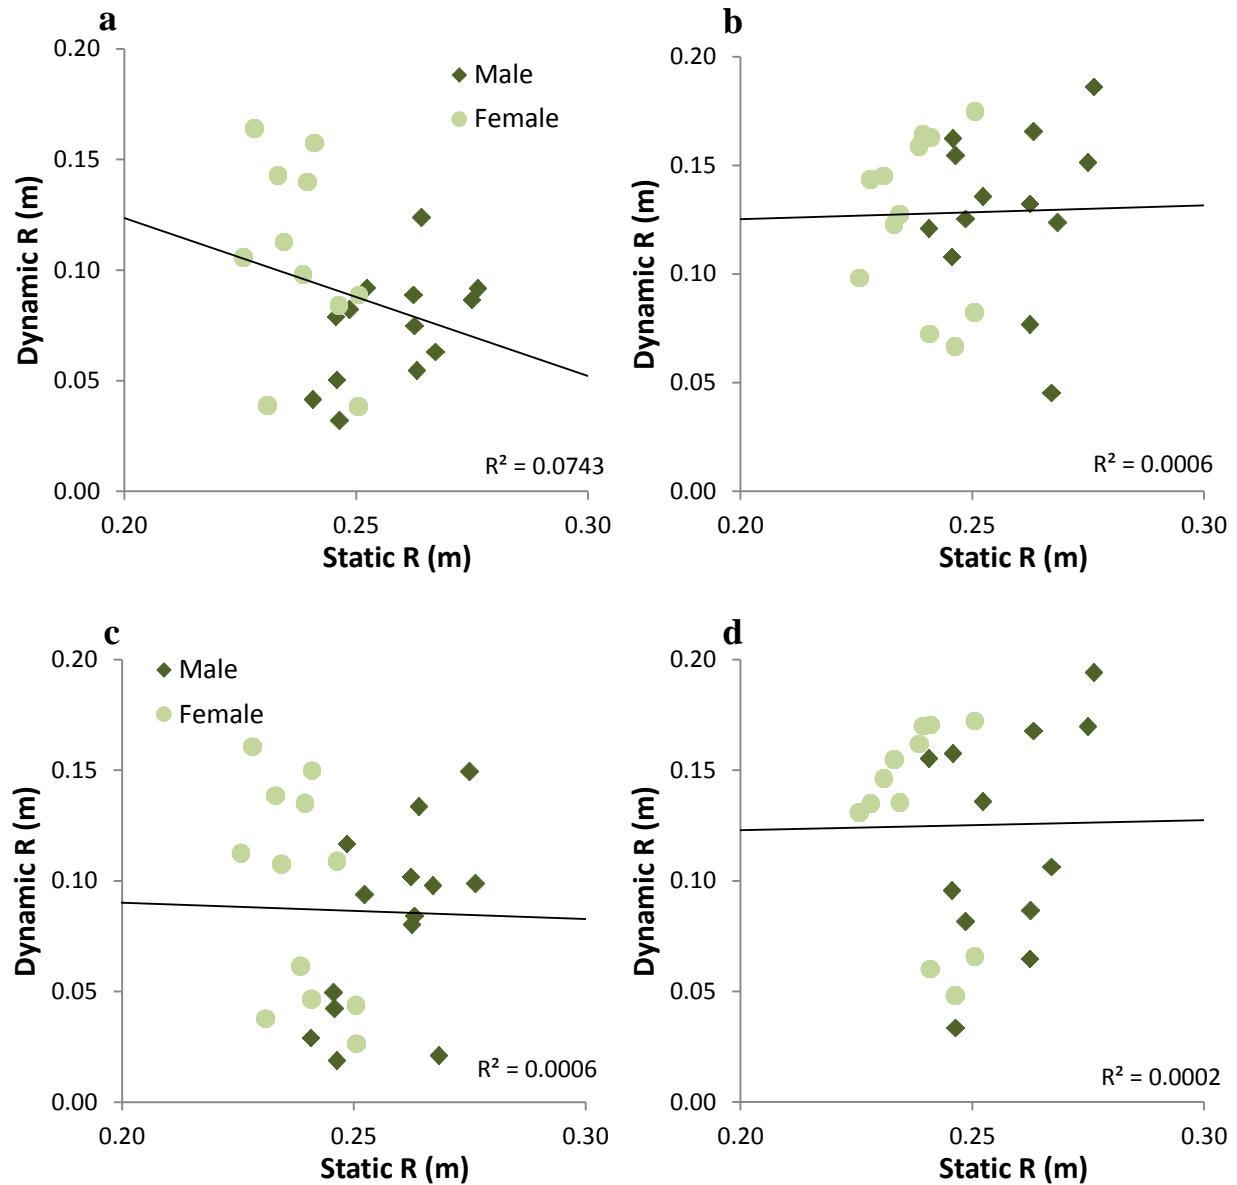 a
0.20
0.15
0.10
0.05
0.00
Dynamic R (m)
Male
Female
R² = 0.0743
0.20 0.25 0.30
Static R (m)
b
0.20
0.15
0.10
0.05
0.00
Dynamic R (m)
R² = 0.0006
0.20 0.25 0.30
Static R (m)
c
0.20
0.15
0.10
0.05
0.00
Dynamic R (m)
Male
Female
R² = 0.0006
0.20 0.25 0.30
Static R (m)
d
0.20
0.15
0.10
0.05
0.00
Dynamic R (m)
R² = 0.0002
0.20 0.25 0.30
Static R (m)